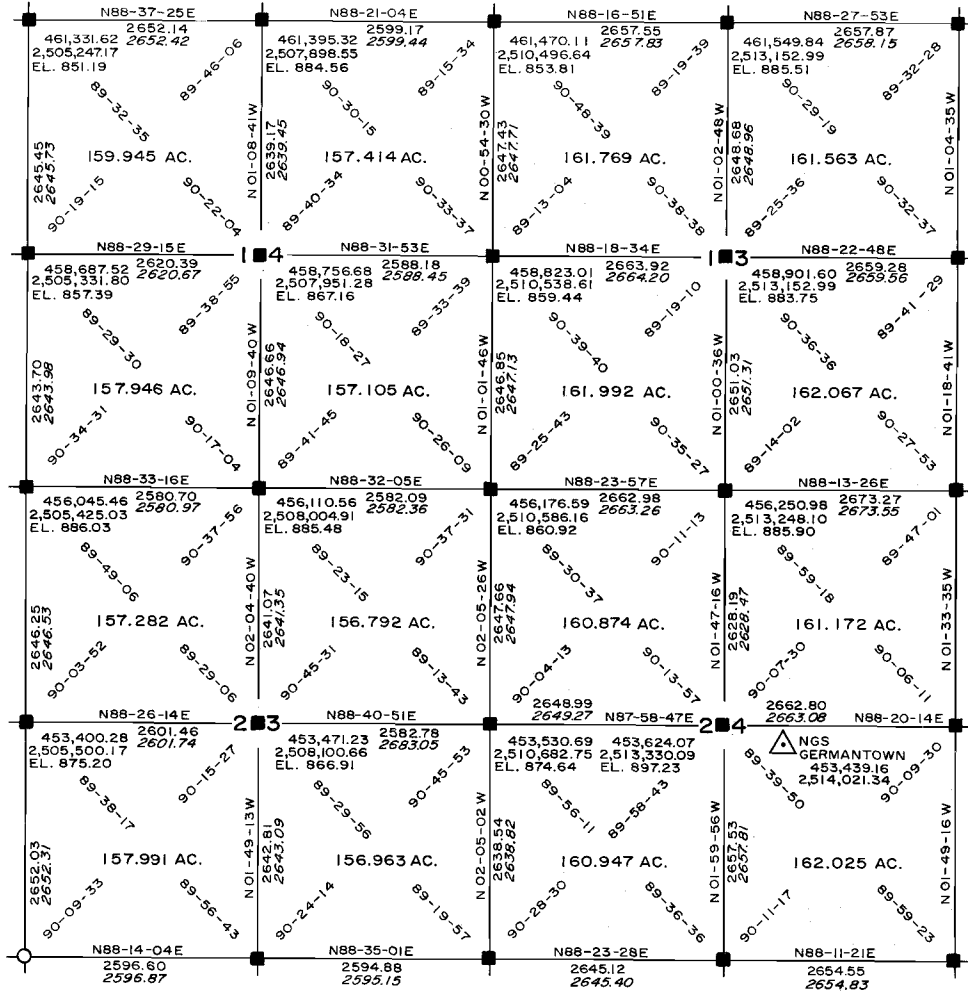 N88-37-25E N88-21-04E N88-16-51E N88-27-53E
2652.14 2599.17 2657.55 2657.87
2652.42 2599.44 2657.83 2658.15
461,331.62 461,395.32 461,470.11 461,549.84
2,505,247.17 2,507,898.55 2,510,496.64 2,513,152.99
EL. 851.19 EL. 884.56 EL. 853.81 EL. 885.51
89-32-35 89-46-06 90-30-15 89-15-34 90-48-39 89-19-39 90-29-19 89-32-28
2645.45 2645.73 N 01-08-41W 2639.17 2639.45 N 00-54-30W 2647.43 2647.71 N 01-02-48W 2648.68 2648.96 N 01-04-35W
159.945 AC. 157.414 AC. 161.769 AC. 161.563 AC.
90-19-15 90-22-04 89-40-34 90-33-37 89-13-04 90-38-38 89-25-36 90-32-37
N88-29-15E 14 N88-31-53E N88-18-34E 13 N88-22-48E
2620.39 2588.18 2663.92 2659.28
2620.67 2588.45 2664.20 2659.56
458,687.52 458,756.68 458,823.01 458,901.60
2,505,331.80 2,507,951.28 2,510,538.61 2,513,152.99
EL. 857.39 EL. 867.16 EL. 859.44 EL. 883.75
89-29-30 89-38-55 90-18-27 89-33-39 90-39-40 89-19-10 90-36-36 89-41-29
2643.70 2643.98 N 01-09-40W 2646.66 2646.94 N 01-01-46W 2646.85 2647.13 N 01-00-36W 2651.03 2651.31 N 01-18-41W
157.946 AC. 157.105 AC. 161.992 AC. 162.067 AC.
90-34-31 90-17-04 89-41-45 90-26-09 89-25-43 90-35-27 89-14-02 90-27-53
N88-33-16E N88-32-05E N88-23-57E N88-13-26E
2580.70 2582.09 2662.98 2673.27
2580.97 2582.36 2663.26 2673.55
456,045.46 456,110.56 456,176.59 456,250.98
2,505,425.03 2,508,004.91 2,510,586.16 2,513,248.10
EL. 886.03 EL. 885.48 EL. 860.92 EL. 885.90
89-49-06 90-37-56 89-23-15 90-37-31 89-30-37 90-11-13 89-59-18 89-47-01
2646.25 2646.53 N 02-04-40W 2641.07 2641.35 N 02-05-26W 2647.66 2647.94 N 01-47-16W 2628.19 2628.47 N 01-33-35W
157.282 AC. 156.792 AC. 160.874 AC. 161.172 AC.
90-03-52 89-29-06 90-45-31 89-13-43 90-04-13 90-13-57 90-07-30 90-06-11
N88-26-14E 23 N88-40-51E 2648.99 N87-58-47E 24 2662.80 N88-20-14E
2601.46 2582.78 2649.27 2663.08
2601.74 2583.05
453,400.28 453,471.23 453,530.69 453,624.07
2,505,500.17 2,508,100.66 2,510,682.75 2,513,330.09
EL. 875.20 EL. 866.91 EL. 874.64 EL. 897.23
NGS
GERMANTOWN
453,439.16
2,514,021.34
89-38-17 90-15-27 89-29-56 90-45-53 89-56-11 89-58-43 89-39-50 90-09-30
2652.03 2652.31 N 01-49-13W 2642.81 2643.09 N 02-05-02W 2638.54 2638.82 N 01-59-56W 2657.53 2657.81 N 01-49-16W
157.991 AC. 156.963 AC. 160.947 AC. 162.025 AC.
90-09-33 89-56-43 90-24-14 89-19-57 90-28-30 89-36-36 90-11-17 89-59-23
N88-14-04E N88-35-01E N88-23-28E N88-11-21E
2596.60 2594.88 2645.12 2654.55
2596.87 2595.15 2645.40 2654.83